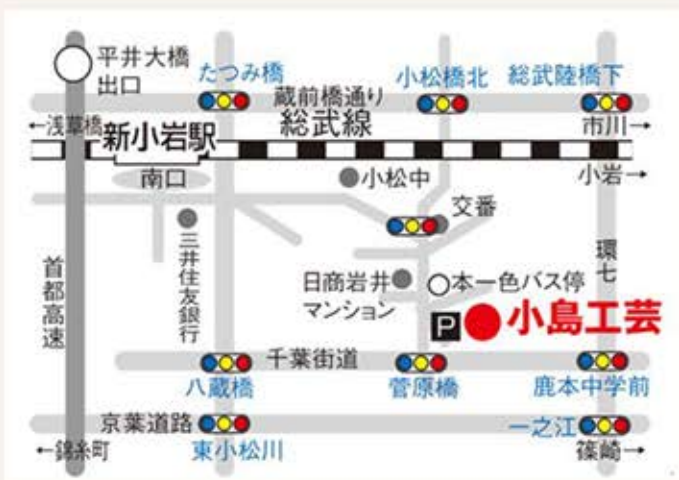 平井大橋
出口
たつみ橋
小松橋北
総武陸橋下
蔵前橋通り
←浅草橋
新小岩駅
総武線
市川→
南口
小松中
小岩→
交番
三井住友銀行
首都高速
日商岩井
マンション
本一色バス停
環七
P
小島工芸
千葉街道
八蔵橋
菅原橋
鹿本中学前
京葉道路
←錦糸町
東小松川
一之江
篠崎→